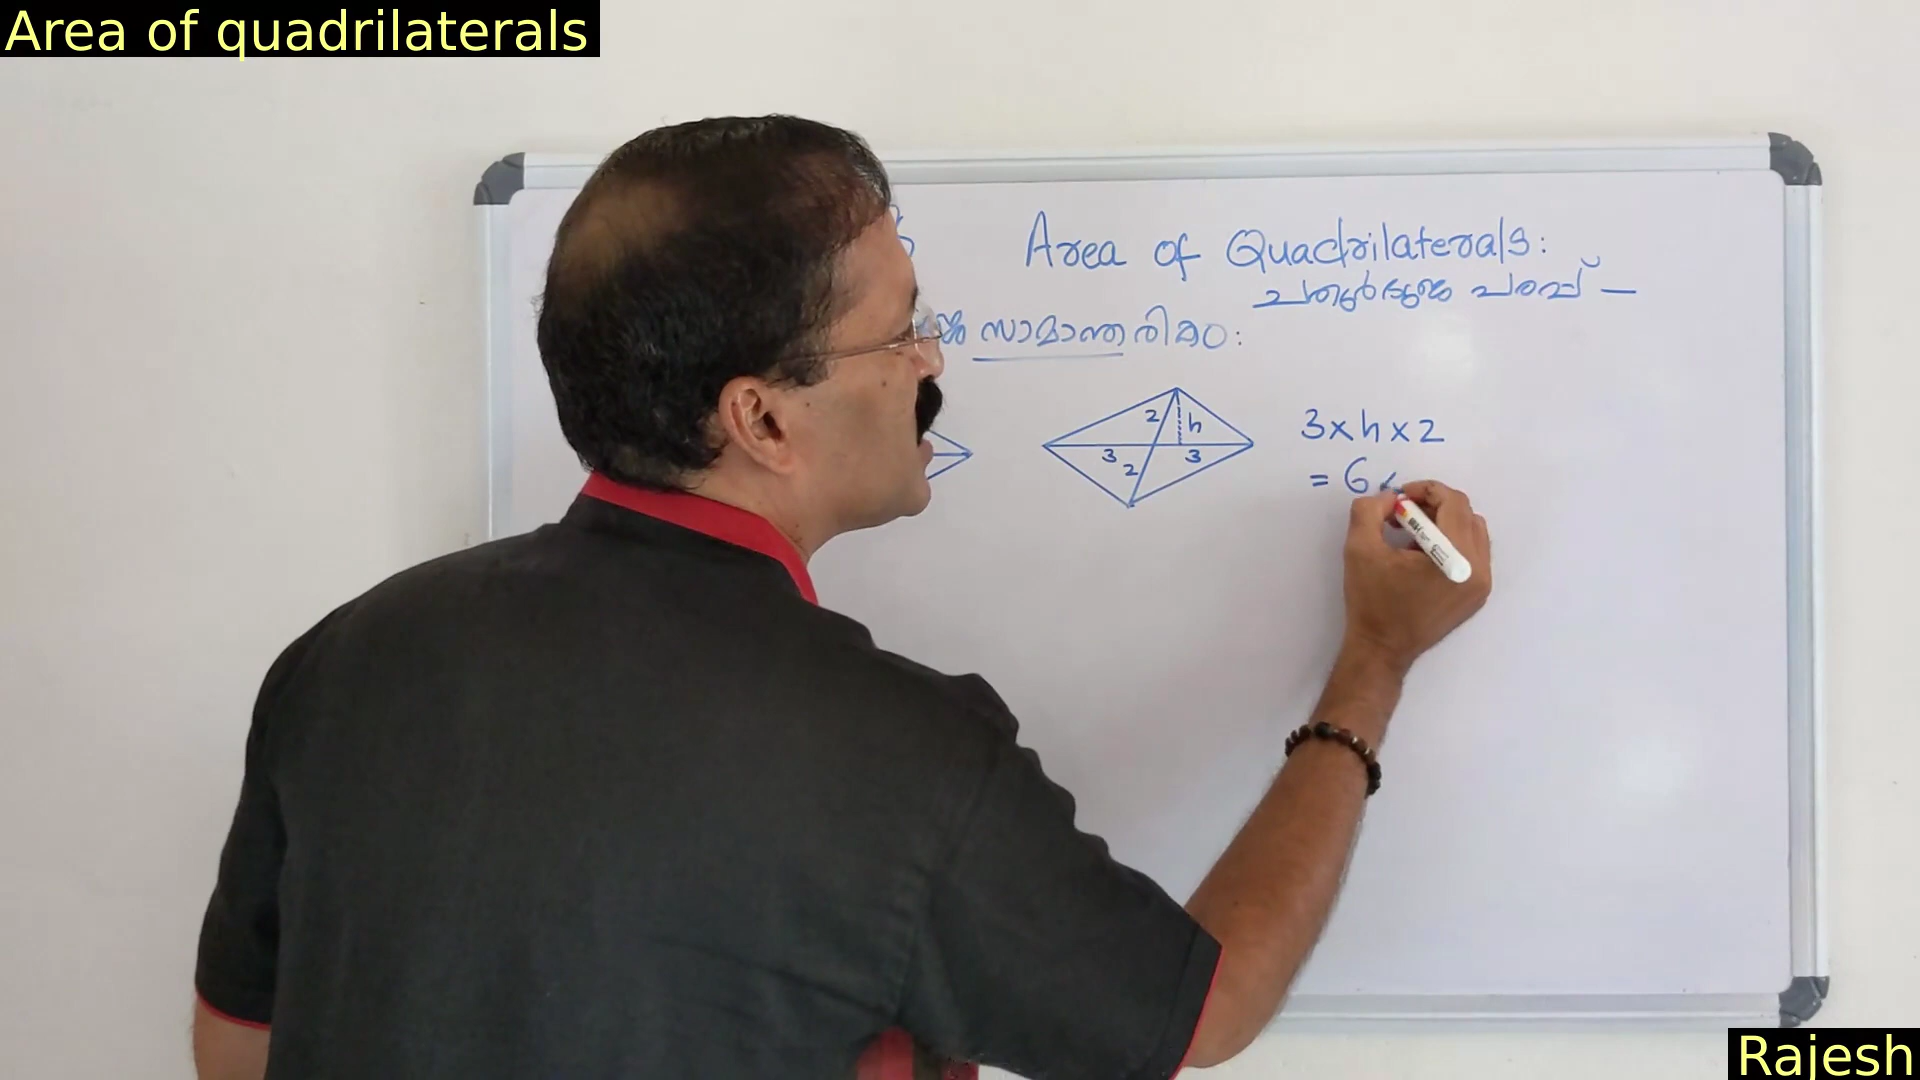 Area of quadrilaterals
Area of Quadrilaterals:
ചതുർഭുജ പരപ്പ് –
സാമാന്തരികം:
2
h
3
2
3
3 x h x 2
= 6
Rajesh